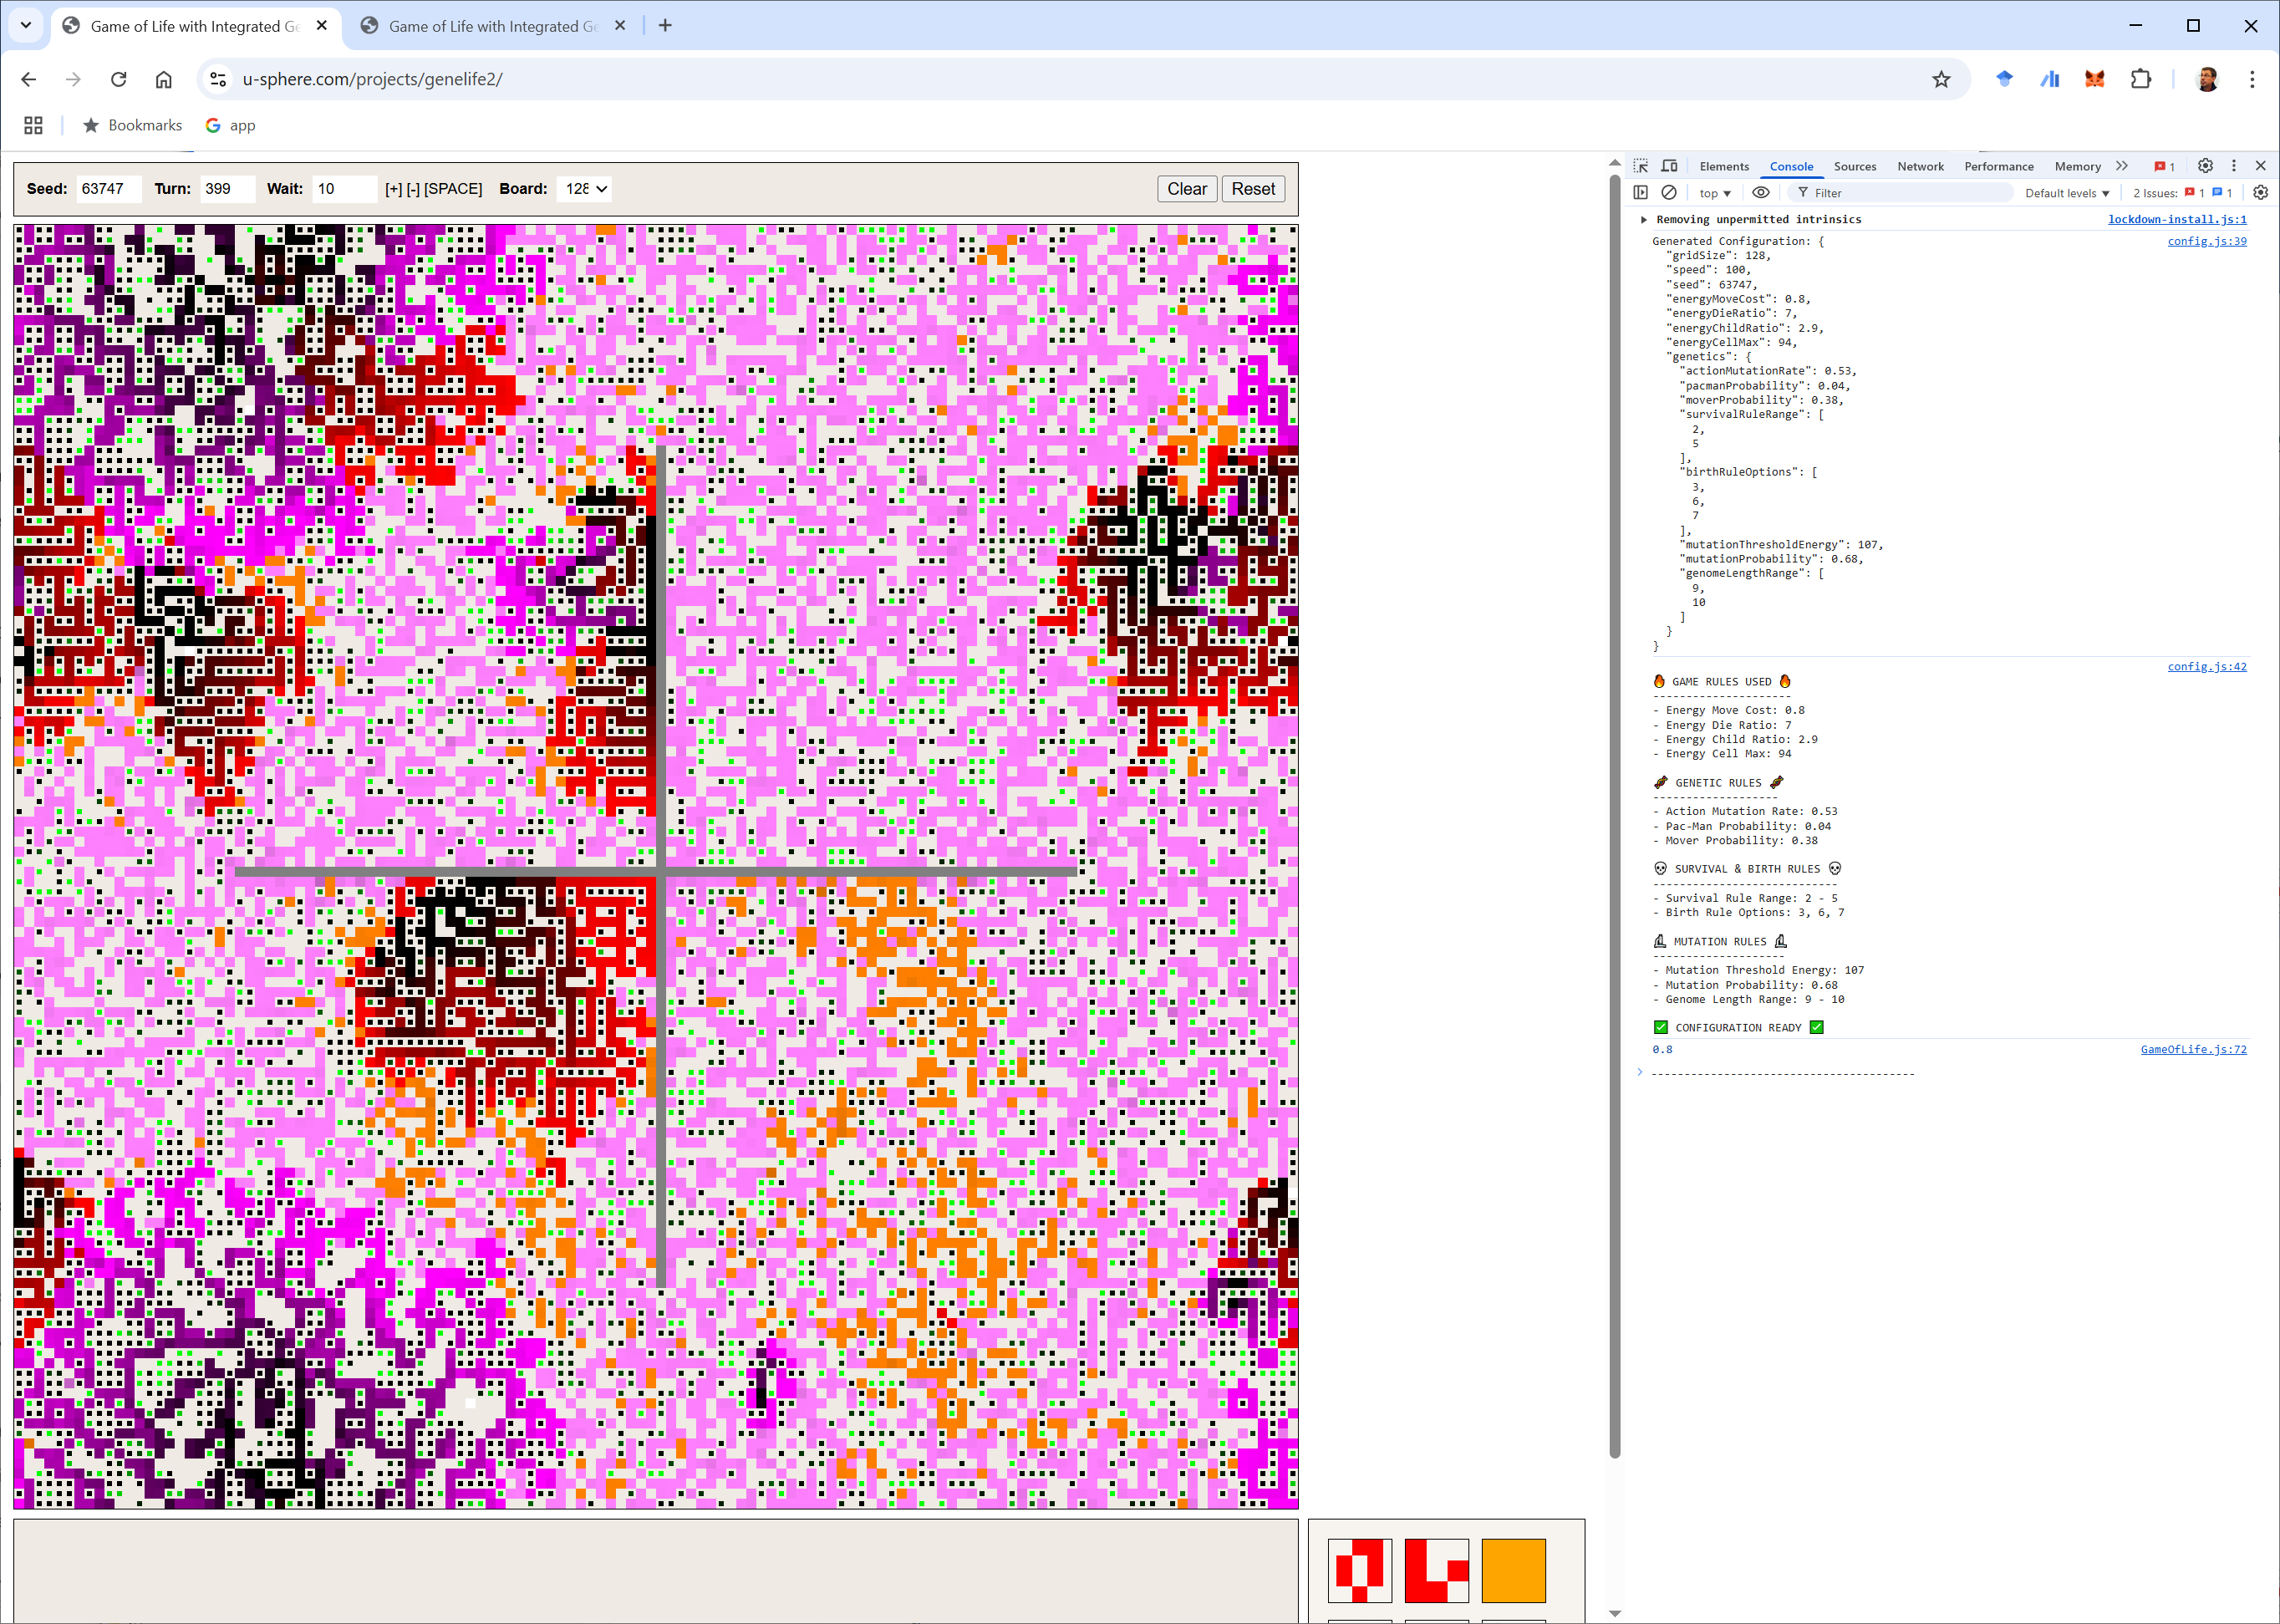 Game of Life with Integrated Ge
Game of Life with Integrated Ge
u-sphere.com/projects/genelife2/
Bookmarks
app
Seed: 63747 Turn: 399 Wait: 10 [+] [-] [SPACE] Board: 128 Clear Reset
Elements Console Sources Network Performance Memory 1
top Filter Default levels 2 Issues: 1 1
Removing unpermitted intrinsics lockdown-install.js:1
Generated Configuration: { config.js:39
"gridSize": 128,
"speed": 100,
"seed": 63747,
"energyMoveCost": 0.8,
"energyDieRatio": 7,
"energyChildRatio": 2.9,
"energyCellMax": 94,
"genetics": {
"actionMutationRate": 0.53,
"pacmanProbability": 0.04,
"moverProbability": 0.38,
"survivalRuleRange": [
2,
5
],
"birthRuleOptions": [
3,
6,
7
],
"mutationThresholdEnergy": 107,
"mutationProbability": 0.68,
"genomeLengthRange": [
9,
10
]
}
}
config.js:42
🔥 GAME RULES USED 🔥
---------------------
- Energy Move Cost: 0.8
- Energy Die Ratio: 7
- Energy Child Ratio: 2.9
- Energy Cell Max: 94
GENETIC RULES
-------------------
- Action Mutation Rate: 0.53
- Pac-Man Probability: 0.04
- Mover Probability: 0.38
💀 SURVIVAL & BIRTH RULES 💀
----------------------------
- Survival Rule Range: 2 - 5
- Birth Rule Options: 3, 6, 7
MUTATION RULES
--------------------
- Mutation Threshold Energy: 107
- Mutation Probability: 0.68
- Genome Length Range: 9 - 10
✅ CONFIGURATION READY ✅
0.8 GameOfLife.js:72
----------------------------------------